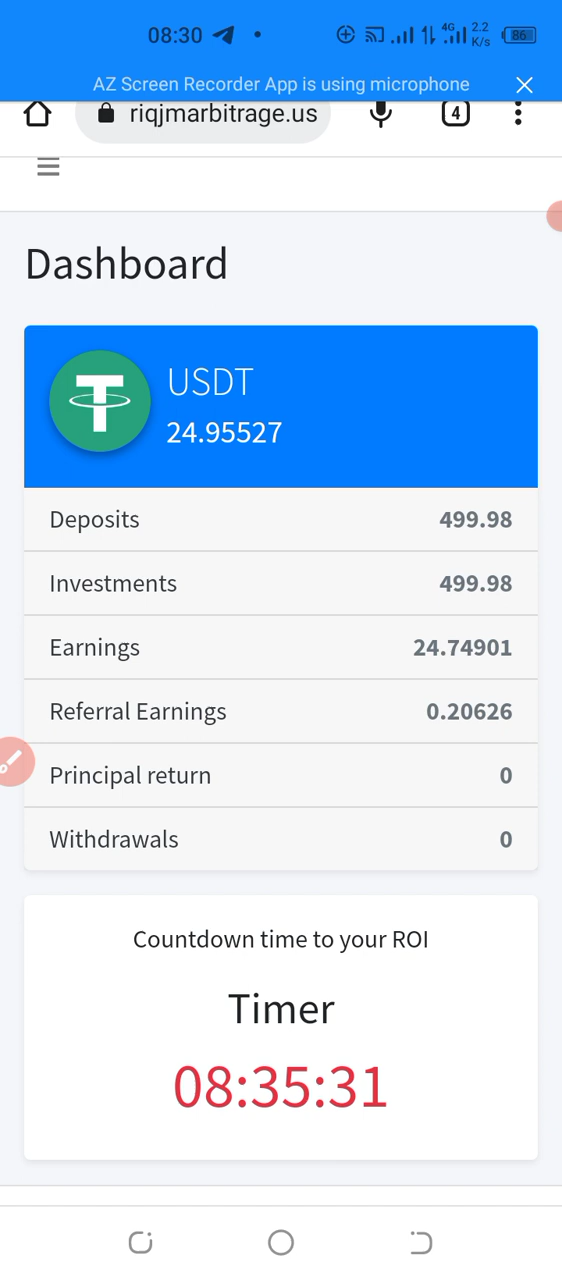 08:30
4G 2.2 K/s 86
AZ Screen Recorder App is using microphone
riqjmarbitrage.us
4
Dashboard
USDT
24.95527
Deposits 499.98
Investments 499.98
Earnings 24.74901
Referral Earnings 0.20626
Principal return 0
Withdrawals 0
Countdown time to your ROI
Timer
08:35:31